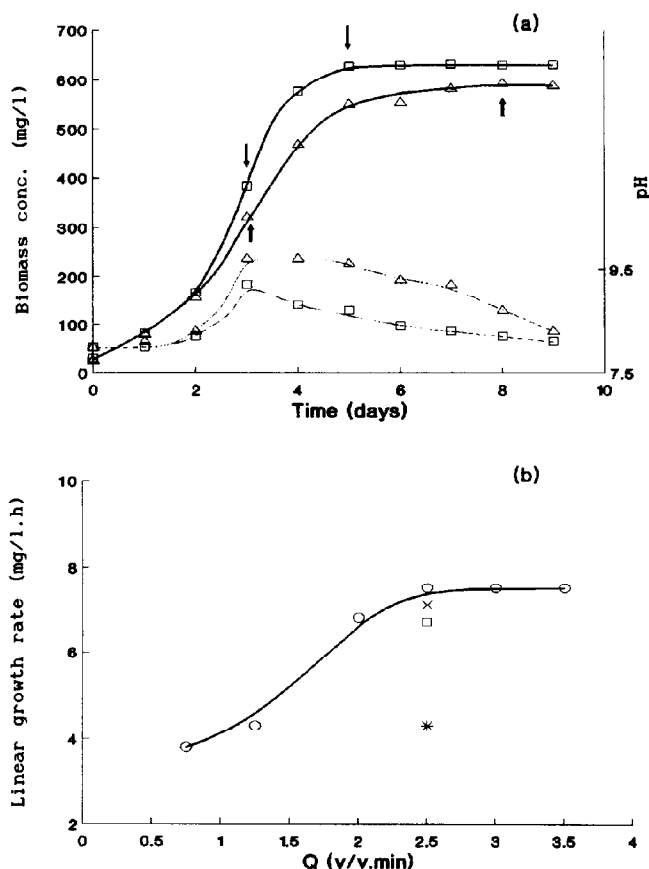 (a)
700
600
500
400
300
200
100
0
Biomass conc. (mg/l)
9.5
7.5
pH
0 2 4 6 8 10
Time (days)
(b)
10
8
6
4
2
Linear growth rate (mg/l.h)
0 0.5 1 1.5 2 2.5 3 3.5 4
Q (v/v.min)